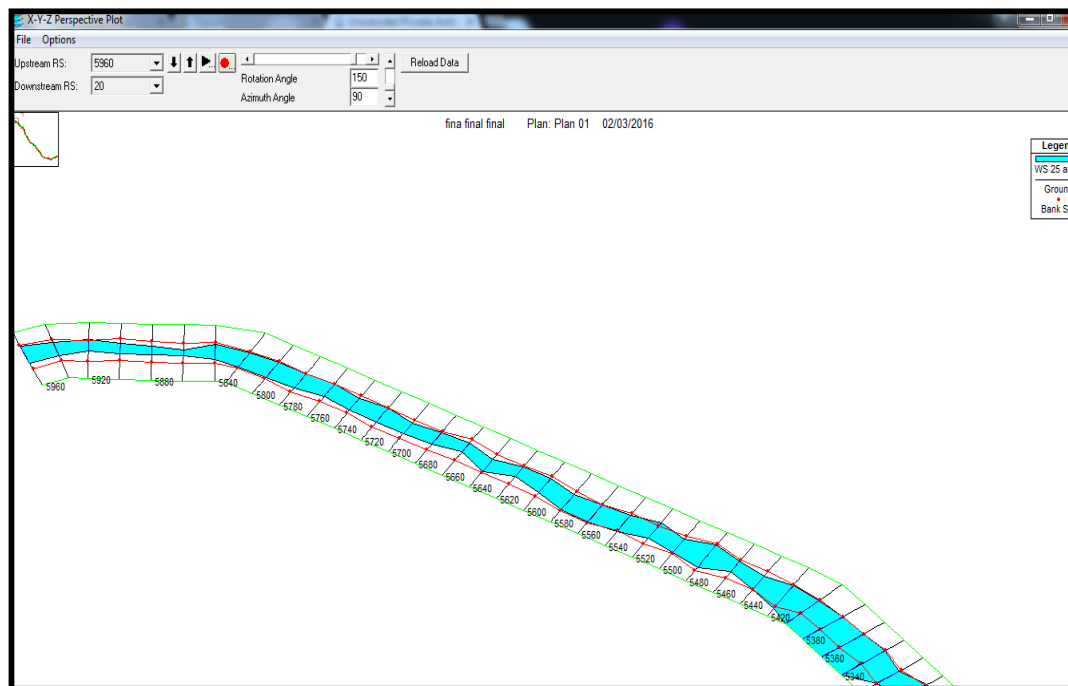 X-Y-Z Perspective Plot
File Options
Upstream RS: 5960
Downstream RS: 20
Rotation Angle 150
Azimuth Angle 90
Reload Data
fina final final Plan: Plan 01 02/03/2016
Legen
WS 25 a
Groun
Bank S
5960
5920
5880
5840
5800
5780
5760
5740
5720
5700
5680
5660
5640
5620
5600
5580
5560
5540
5520
5500
5480
5460
5440
5420
5380
5360
5340